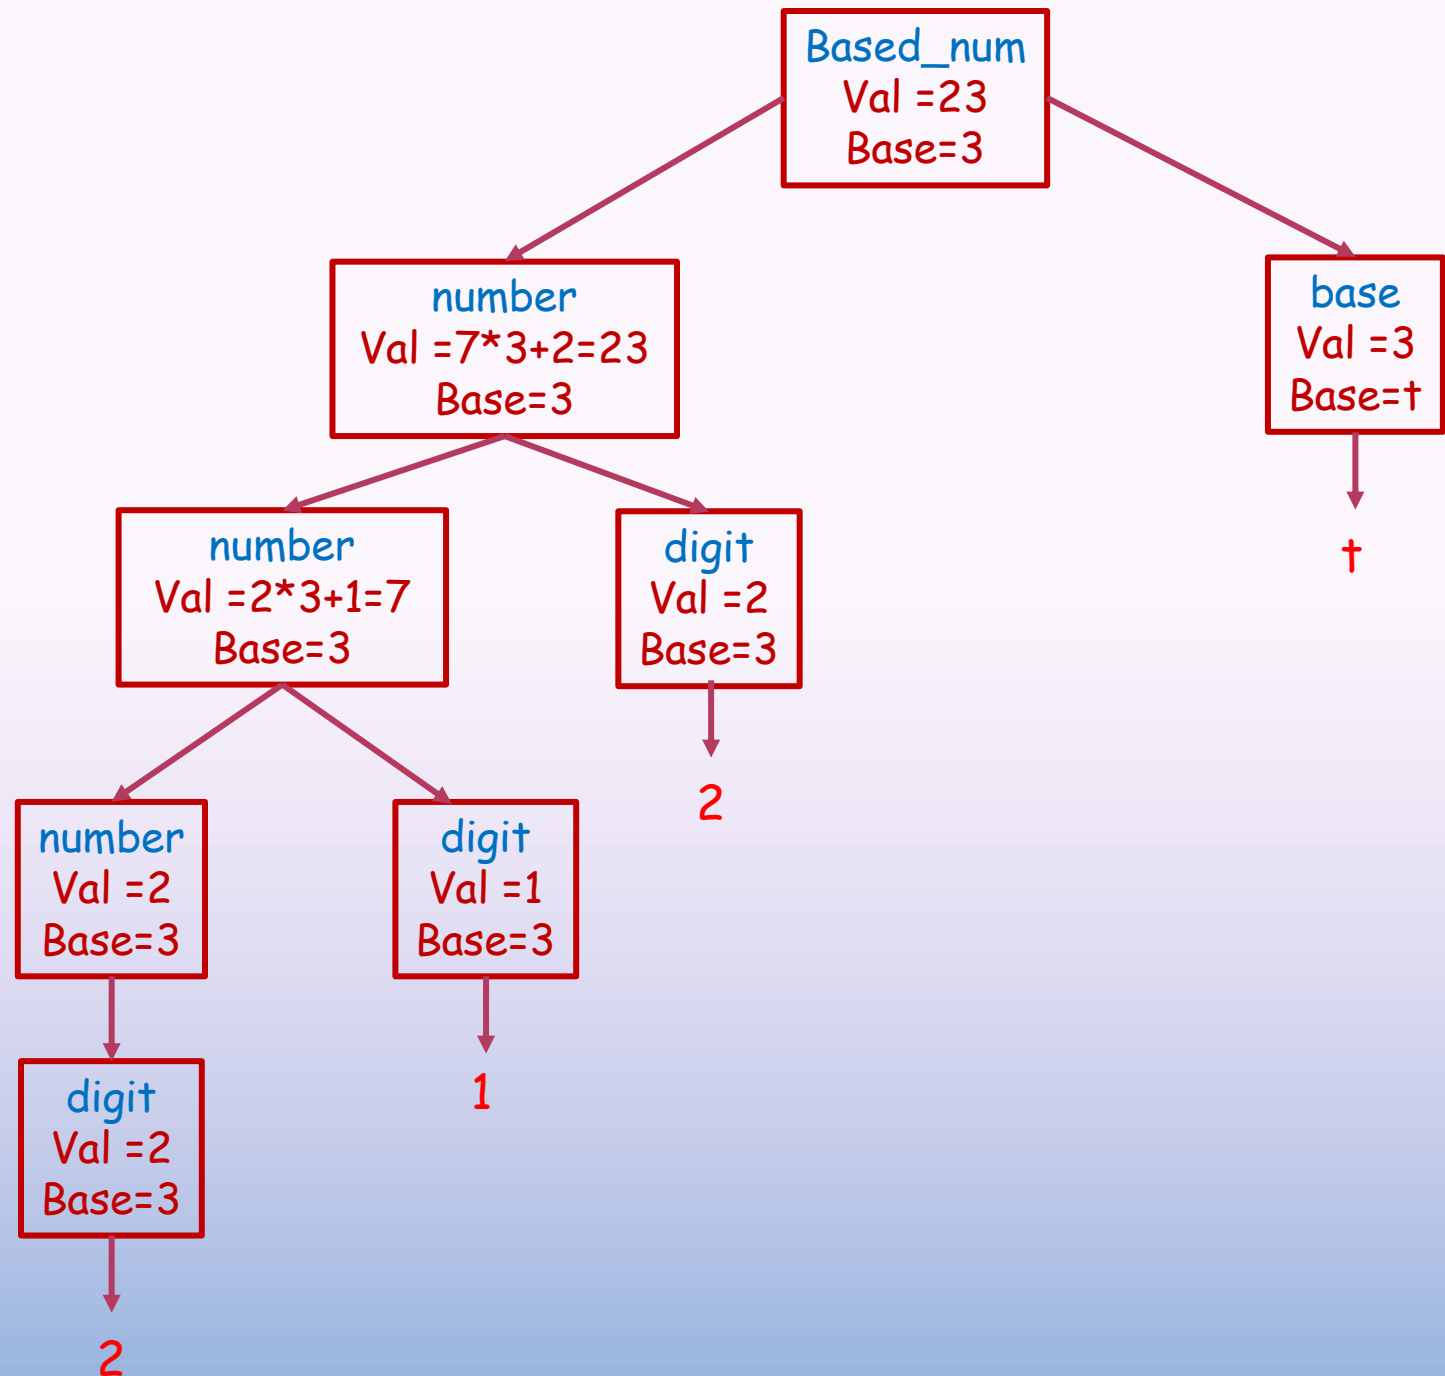 Based_num
Val =23
Base=3
number
Val =7*3+2=23
Base=3
base
Val =3
Base=t
t
number
Val =2*3+1=7
Base=3
digit
Val =2
Base=3
2
number
Val =2
Base=3
digit
Val =1
Base=3
1
digit
Val =2
Base=3
2